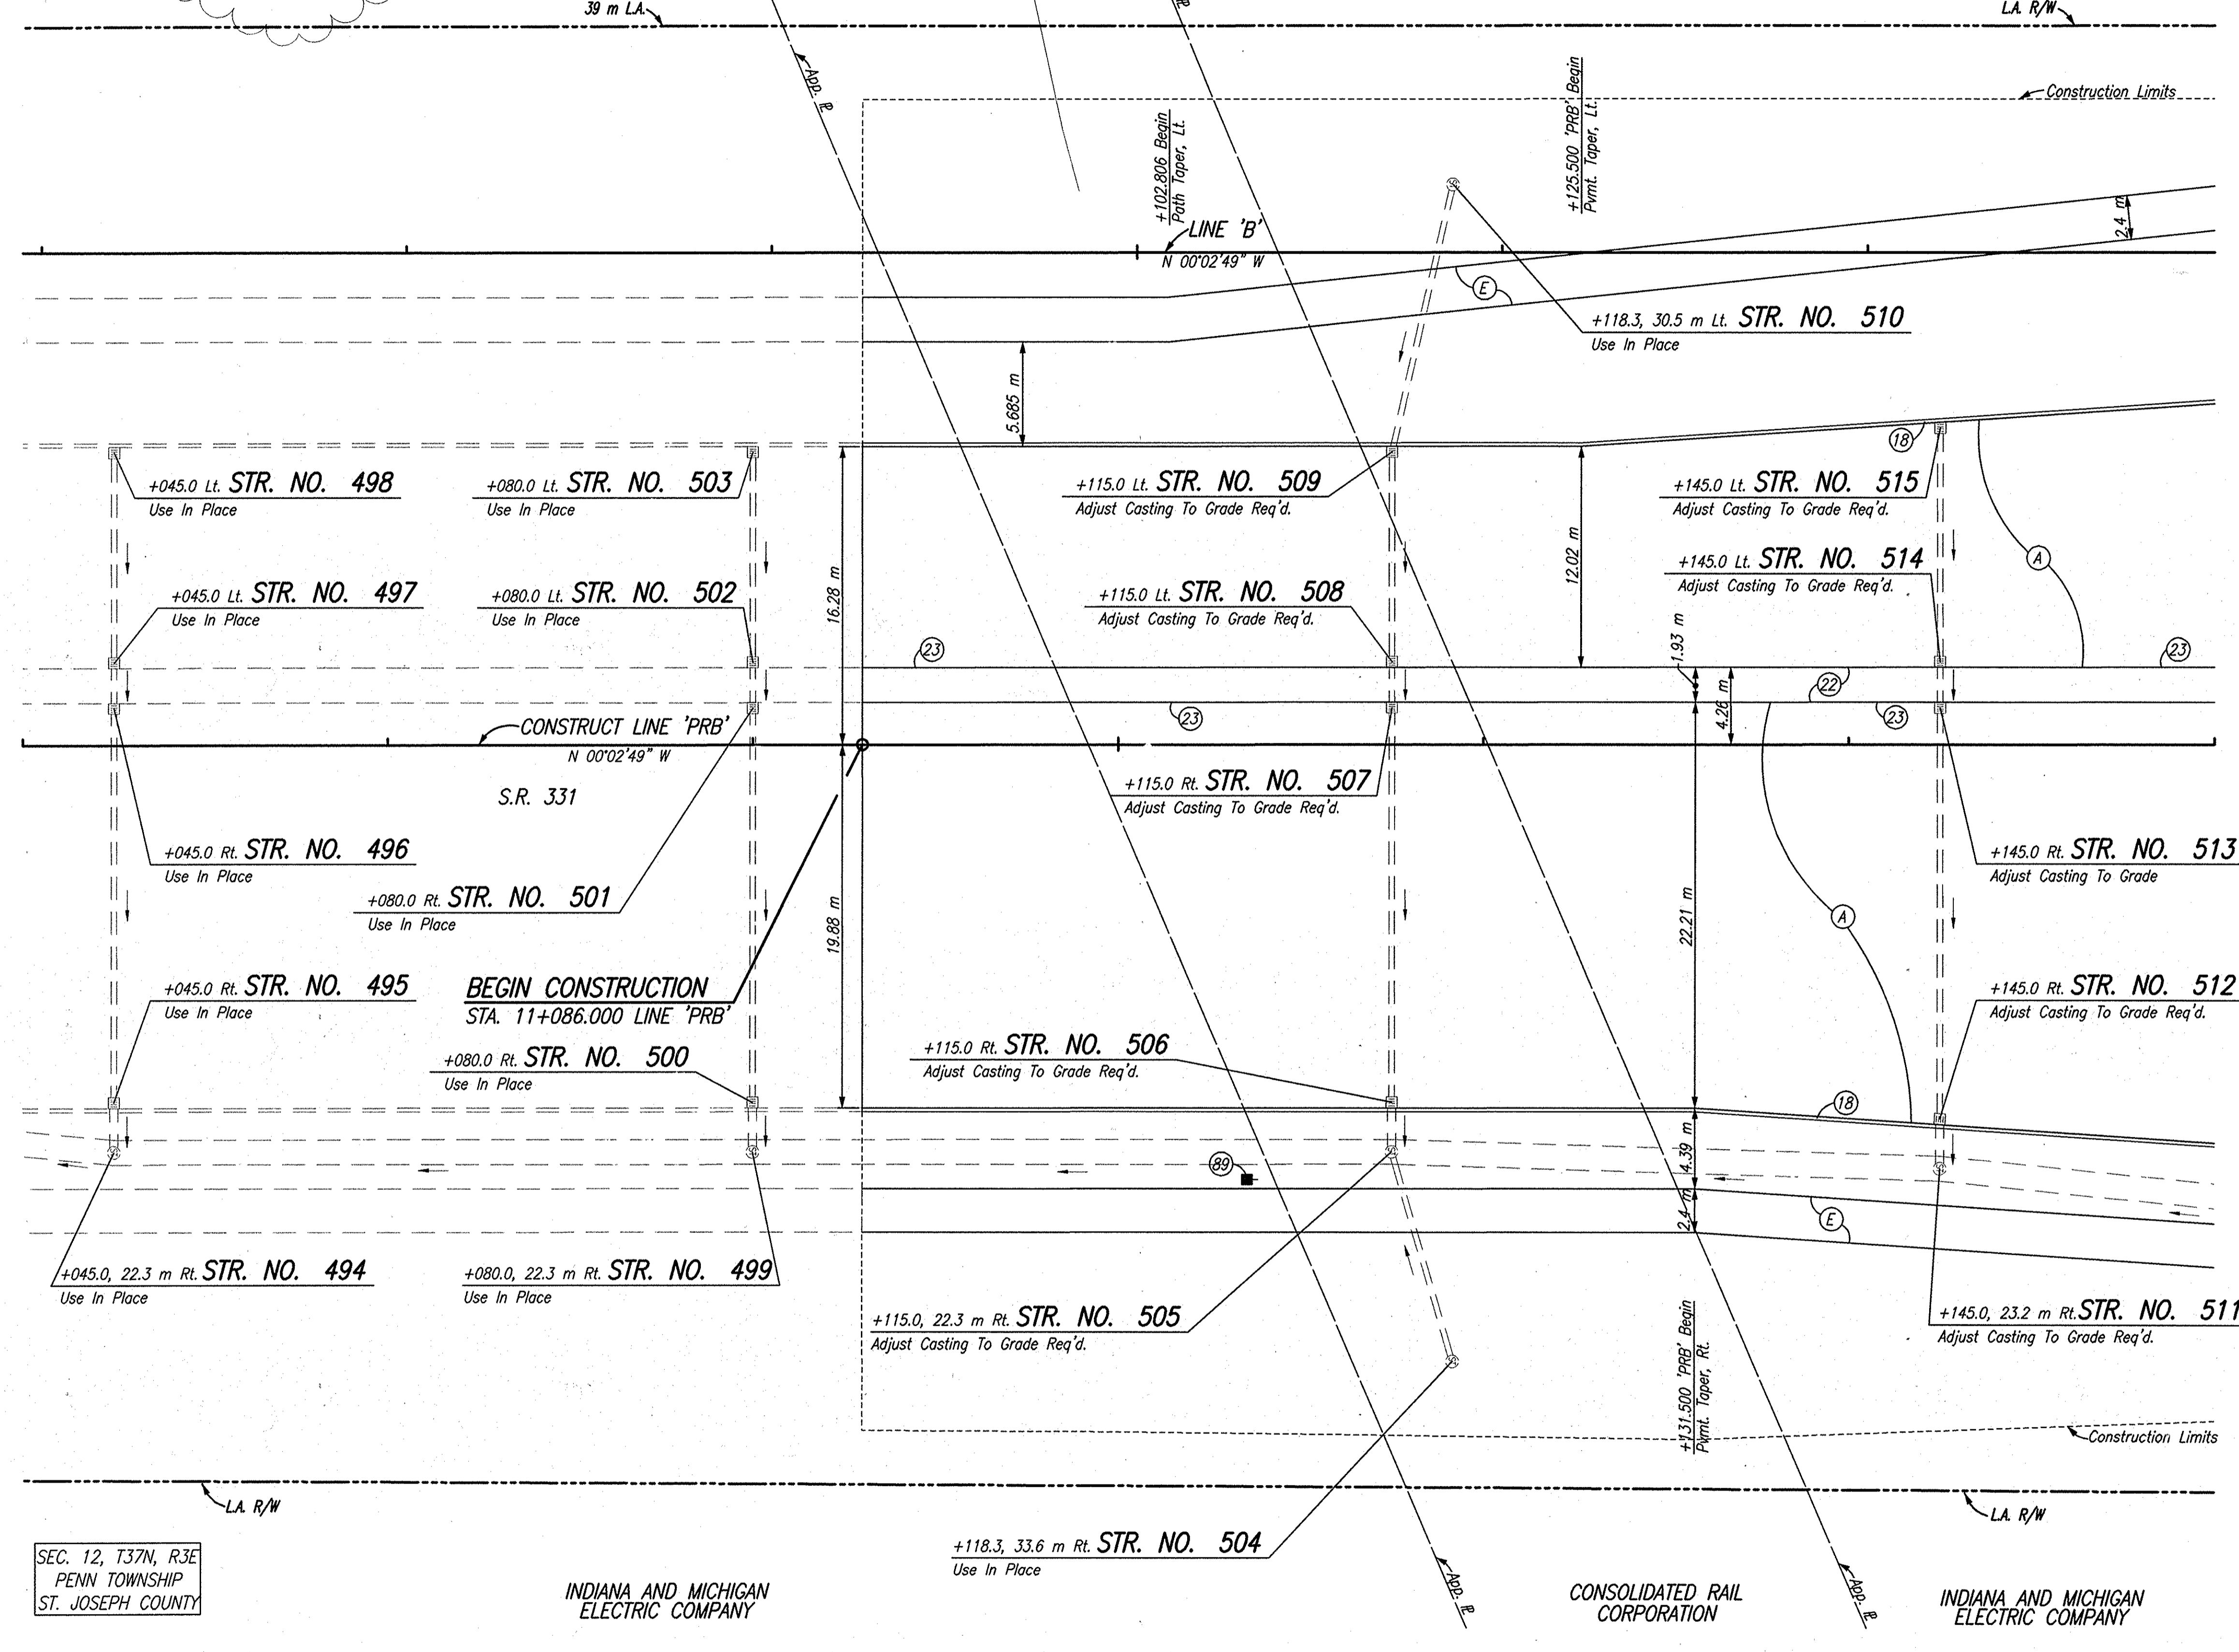 39 m L.A.
L.A. R/W
App. ℙL
ℙL
Construction Limits
+102.806 Begin
Path Taper, Lt.
+125.500 'PRB' Begin
Pvmt. Taper, Lt.
LINE 'B'
N 00°02'49" W
2.4 m
E
+118.3, 30.5 m Lt. STR. NO. 510
Use In Place
5.685 m
18
+045.0 Lt. STR. NO. 498
Use In Place
+080.0 Lt. STR. NO. 503
Use In Place
+115.0 Lt. STR. NO. 509
Adjust Casting To Grade Req'd.
+145.0 Lt. STR. NO. 515
Adjust Casting To Grade Req'd.
16.28 m
12.02 m
A
+045.0 Lt. STR. NO. 497
Use In Place
+080.0 Lt. STR. NO. 502
Use In Place
+115.0 Lt. STR. NO. 508
Adjust Casting To Grade Req'd.
+145.0 Lt. STR. NO. 514
Adjust Casting To Grade Req'd.
23
1.93 m
23
22
4.26 m
23
23
CONSTRUCT LINE 'PRB'
N 00°02'49" W
S.R. 331
+115.0 Rt. STR. NO. 507
Adjust Casting To Grade Req'd.
+045.0 Rt. STR. NO. 496
Use In Place
+080.0 Rt. STR. NO. 501
Use In Place
19.88 m
22.21 m
A
+145.0 Rt. STR. NO. 513
Adjust Casting To Grade
+045.0 Rt. STR. NO. 495
Use In Place
BEGIN CONSTRUCTION
STA. 11+086.000 LINE 'PRB'
+080.0 Rt. STR. NO. 500
Use In Place
+115.0 Rt. STR. NO. 506
Adjust Casting To Grade Req'd.
+145.0 Rt. STR. NO. 512
Adjust Casting To Grade Req'd.
18
4.39 m
89
2.4 m
E
+045.0, 22.3 m Rt. STR. NO. 494
Use In Place
+080.0, 22.3 m Rt. STR. NO. 499
Use In Place
+115.0, 22.3 m Rt. STR. NO. 505
Adjust Casting To Grade Req'd.
+145.0, 23.2 m Rt. STR. NO. 511
Adjust Casting To Grade Req'd.
+131.500 'PRB' Begin
Pvmt. Taper, Rt.
Construction Limits
L.A. R/W
L.A. R/W
+118.3, 33.6 m Rt. STR. NO. 504
Use In Place
SEC. 12, T37N, R3E
PENN TOWNSHIP
ST. JOSEPH COUNTY
INDIANA AND MICHIGAN
ELECTRIC COMPANY
App. ℙL
CONSOLIDATED RAIL
CORPORATION
App. ℙL
INDIANA AND MICHIGAN
ELECTRIC COMPANY